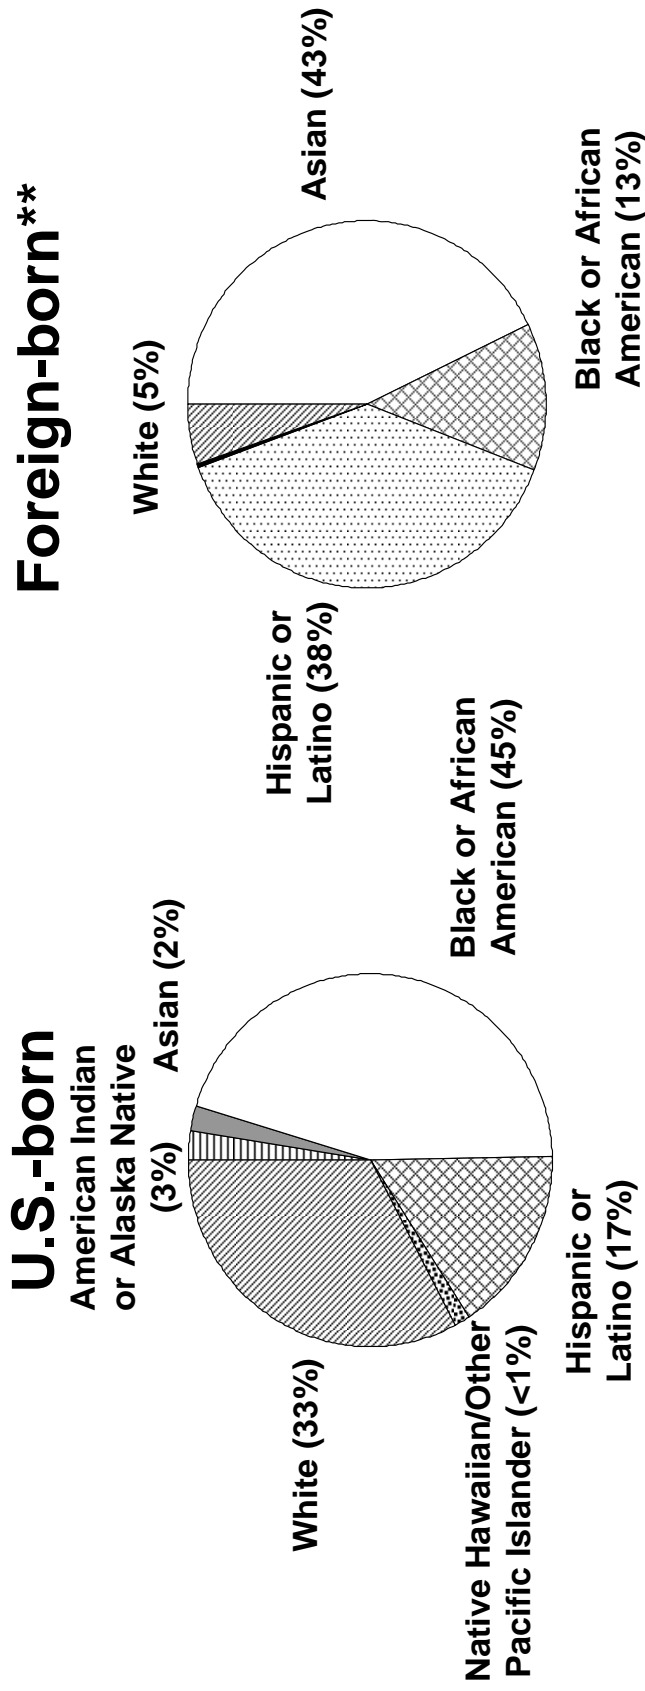 U.S.-born
American Indian
or Alaska Native
(3%)
Asian (2%)
White (33%)
Black or African
American (45%)
Native Hawaiian/Other
Pacific Islander (<1%)
Hispanic or
Latino (17%)
Foreign-born**
White (5%)
Asian (43%)
Hispanic or
Latino (38%)
Black or African
American (13%)